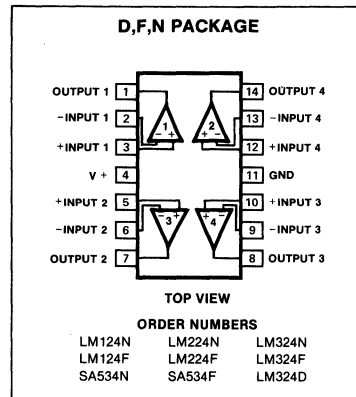 D,F,N PACKAGE
OUTPUT 1 1 14 OUTPUT 4
−INPUT 1 2 13 −INPUT 4
1 2
− + − +
+INPUT 1 3 12 +INPUT 4
V + 4 11 GND
+INPUT 2 5 10 +INPUT 3
− + − +
3 4
−INPUT 2 6 9 −INPUT 3
OUTPUT 2 7 8 OUTPUT 3
TOP VIEW
ORDER NUMBERS
LM124N LM224N LM324N
LM124F LM224F LM324F
SA534N SA534F LM324D